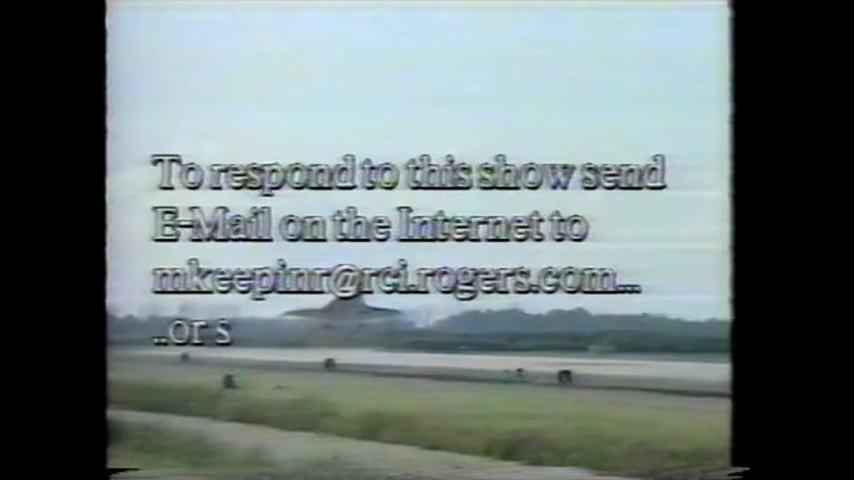 To respond to this show send
E-Mail on the Internet to
mkeepinr@rci.rogers.com...
..or s